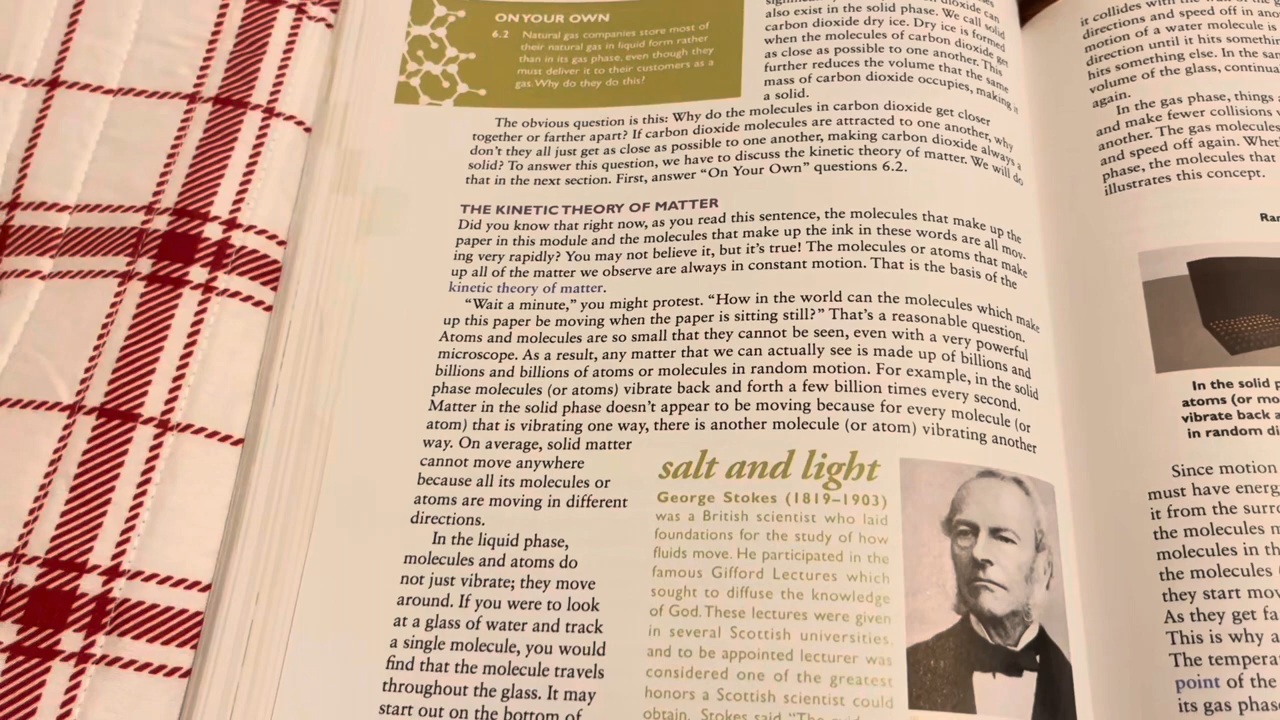 ON YOUR OWN
6.2 Natural gas companies store most of
their natural gas in liquid form rather
than in its gas phase, even though they
must deliver it to their customers as a
gas. Why do they do this?
also exist in the solid phase. We call solid
carbon dioxide dry ice. Dry ice is formed
when the molecules of carbon dioxide get
as close as possible to one another. This
further reduces the volume that the same
mass of carbon dioxide occupies, making it
a solid.
The obvious question is this: Why do the molecules in carbon dioxide get closer
together or farther apart? If carbon dioxide molecules are attracted to one another, why
don't they all just get as close as possible to one another, making carbon dioxide always a
solid? To answer this question, we have to discuss the kinetic theory of matter. We will do
that in the next section. First, answer "On Your Own" questions 6.2.
THE KINETIC THEORY OF MATTER
Did you know that right now, as you read this sentence, the molecules that make up the
paper in this module and the molecules that make up the ink in these words are all mov-
ing very rapidly? You may not believe it, but it's true! The molecules or atoms that make
up all of the matter we observe are always in constant motion. That is the basis of the
kinetic theory of matter.
"Wait a minute," you might protest. "How in the world can the molecules which make
up this paper be moving when the paper is sitting still?" That's a reasonable question.
Atoms and molecules are so small that they cannot be seen, even with a very powerful
microscope. As a result, any matter that we can actually see is made up of billions and
billions and billions of atoms or molecules in random motion. For example, in the solid
phase molecules (or atoms) vibrate back and forth a few billion times every second.
Matter in the solid phase doesn't appear to be moving because for every molecule (or
atom) that is vibrating one way, there is another molecule (or atom) vibrating another
way. On average, solid matter
cannot move anywhere
because all its molecules or
atoms are moving in different
directions.
In the liquid phase,
molecules and atoms do
not just vibrate; they move
around. If you were to look
at a glass of water and track
a single molecule, you would
find that the molecule travels
throughout the glass. It may
start out on the bottom of
salt and light
George Stokes (1819–1903)
was a British scientist who laid
foundations for the study of how
fluids move. He participated in the
famous Gifford Lectures which
sought to diffuse the knowledge
of God. These lectures were given
in several Scottish universities,
and to be appointed lecturer was
considered one of the greatest
honors a Scottish scientist could
obtain. Stokes said "The
it collides with
directions and speed off in
motion of a water molecule is
direction until it hits something
hits something else. In the sa
volume of the glass, continua
again.
In the gas phase, things
and make fewer collisions
another. The gas molecules
and speed off again. Whet
phase, the molecules that
illustrates this concept.
In the solid p
atoms (or mo
vibrate back a
in random di
Since motion
must have energ
it from the surr
the molecules m
molecules in th
the molecules
they start mov
As they get fa
This is why a
The temperat
point of the
its gas phas